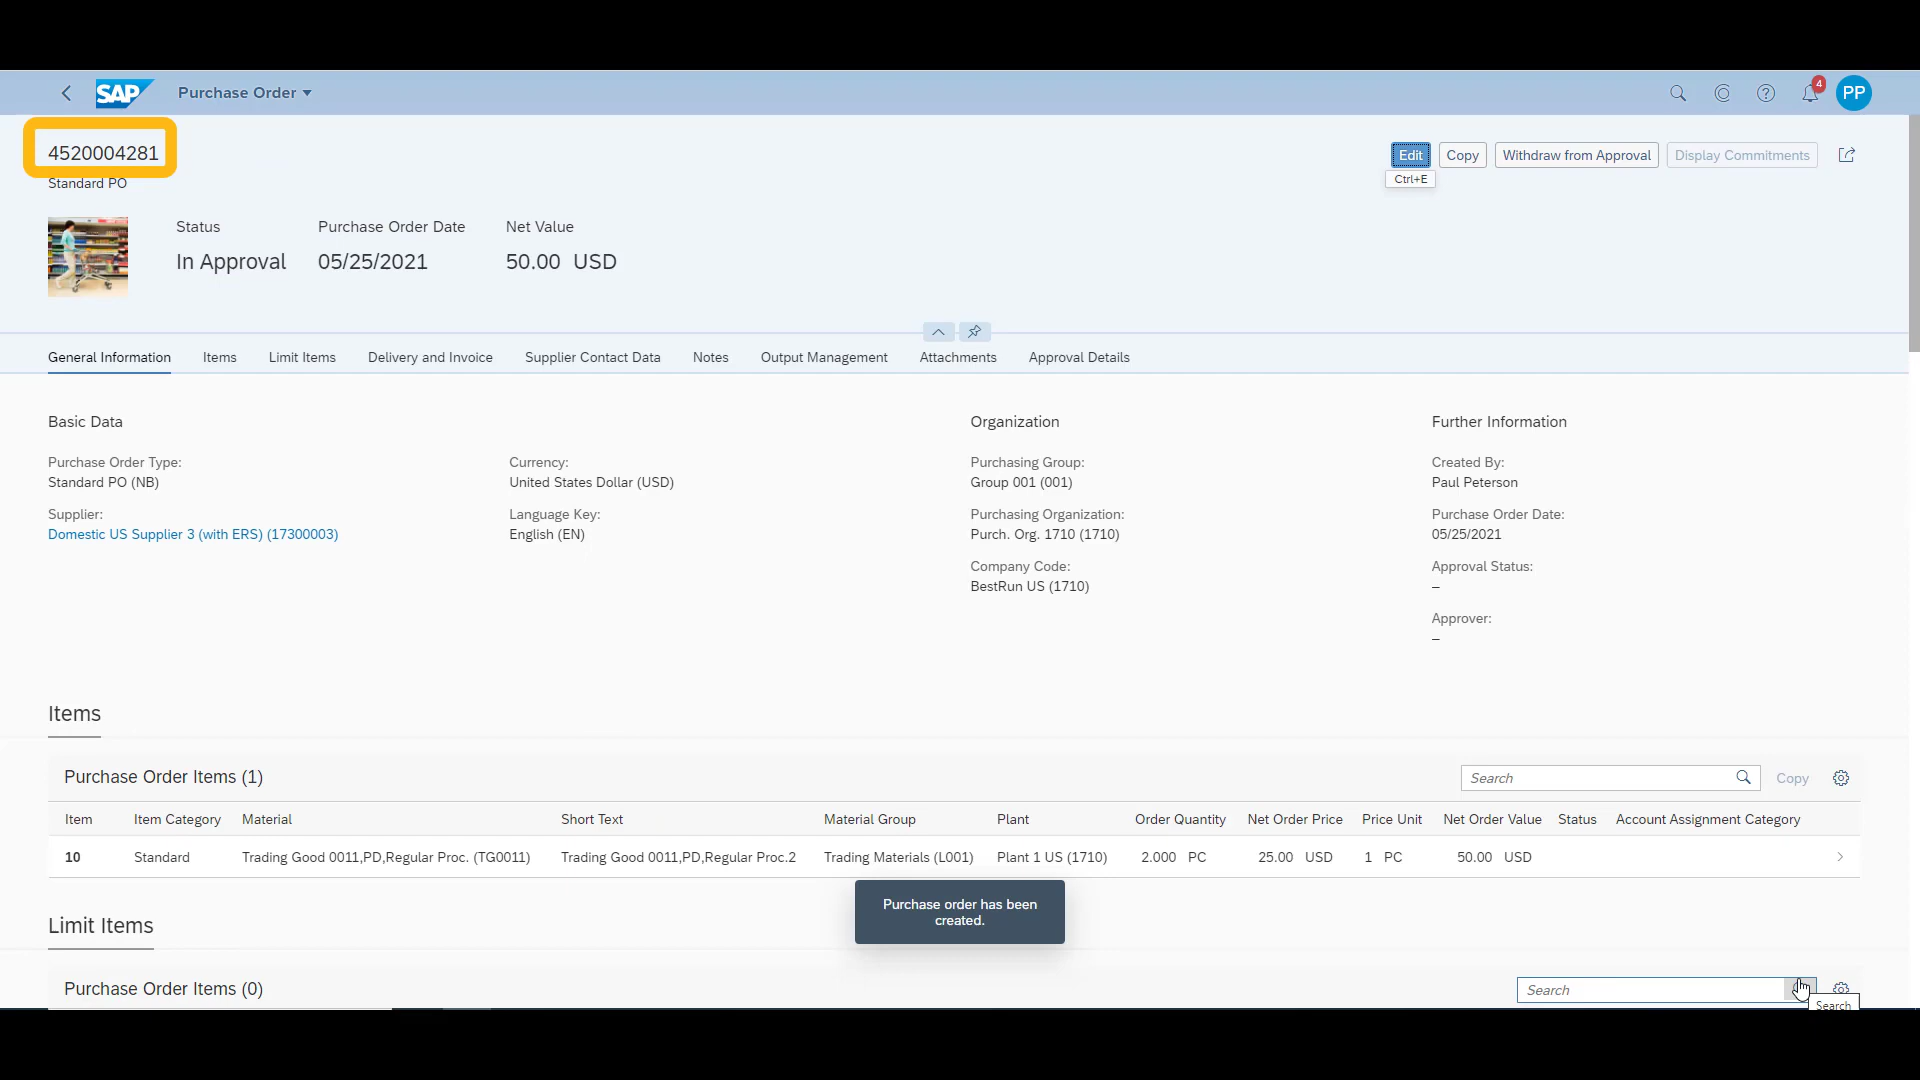 SAP Purchase Order
4
PP
4520004281
Standard PO
Edit Copy Withdraw from Approval Display Commitments
Ctrl+E
Status Purchase Order Date Net Value
In Approval 05/25/2021 50.00 USD
General Information Items Limit Items Delivery and Invoice Supplier Contact Data Notes Output Management Attachments Approval Details
Basic Data
Purchase Order Type:
Standard PO (NB)
Supplier:
Domestic US Supplier 3 (with ERS) (17300003)
Currency:
United States Dollar (USD)
Language Key:
English (EN)
Organization
Purchasing Group:
Group 001 (001)
Purchasing Organization:
Purch. Org. 1710 (1710)
Company Code:
BestRun US (1710)
Further Information
Created By:
Paul Peterson
Purchase Order Date:
05/25/2021
Approval Status:
–
Approver:
–
Items
Purchase Order Items (1) Search Copy
Item Item Category Material Short Text Material Group Plant Order Quantity Net Order Price Price Unit Net Order Value Status Account Assignment Category
10 Standard Trading Good 0011,PD,Regular Proc. (TG0011) Trading Good 0011,PD,Regular Proc.2 Trading Materials (L001) Plant 1 US (1710) 2.000 PC 25.00 USD 1 PC 50.00 USD
Purchase order has been
created.
Limit Items
Purchase Order Items (0) Search
Search